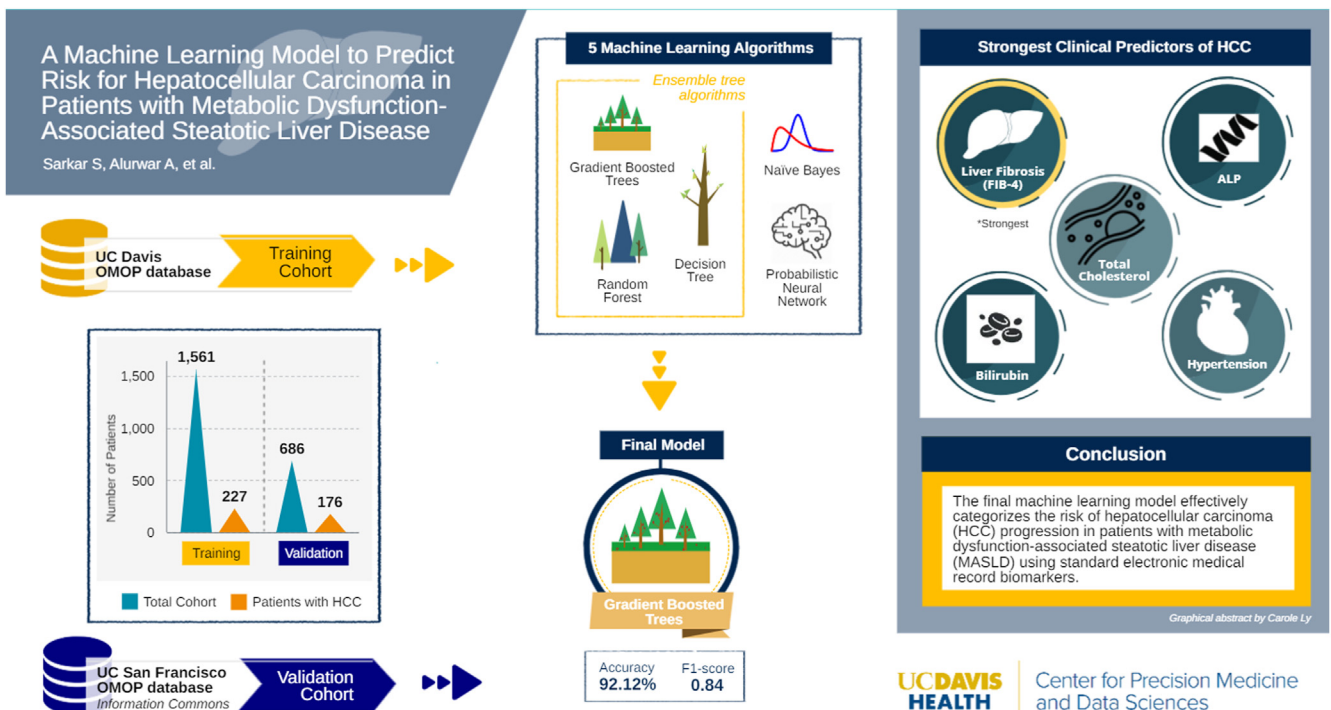 A Machine Learning Model to Predict
Risk for Hepatocellular Carcinoma in
Patients with Metabolic Dysfunction-
Associated Steatotic Liver Disease
Sarkar S, Alurwar A, et al.
UC Davis
OMOP database
Training
Cohort
Number of Patients
1,500
1,000
500
0
1,561
227
686
176
Training
Validation
Total Cohort
Patients with HCC
UC San Francisco
OMOP database
Information Commons
Validation
Cohort
5 Machine Learning Algorithms
Ensemble tree
algorithms
Gradient Boosted
Trees
Random
Forest
Decision
Tree
Naïve Bayes
Probabilistic
Neural
Network
Final Model
Gradient Boosted
Trees
Accuracy
92.12%
F1-score
0.84
Strongest Clinical Predictors of HCC
Liver Fibrosis
(FIB-4)
*Strongest
ALP
Total
Cholesterol
Bilirubin
Hypertension
Conclusion
The final machine learning model effectively
categorizes the risk of hepatocellular carcinoma
(HCC) progression in patients with metabolic
dysfunction-associated steatotic liver disease
(MASLD) using standard electronic medical
record biomarkers.
Graphical abstract by Carole Ly
UCDAVIS
HEALTH
Center for Precision Medicine
and Data Sciences